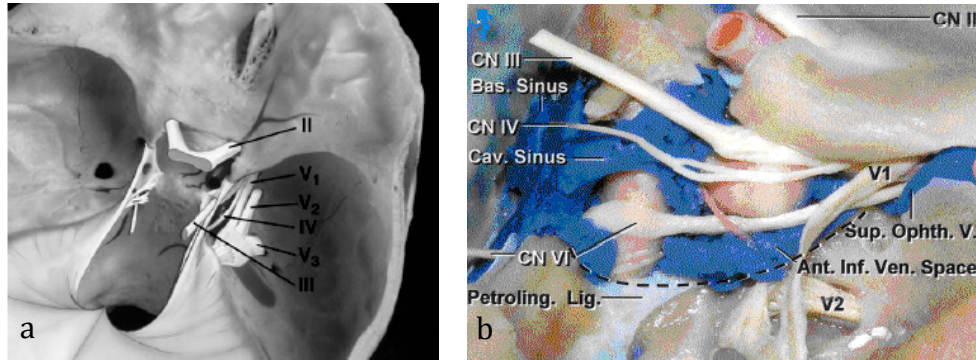 II
V1
V2
IV
V3
III
a
CN II
CN III
Bas. Sinus
CN IV
Cav. Sinus
V1
Sup. Ophth. V.
CN VI
Ant. Inf. Ven. Space
Petroling. Lig.
V2
b